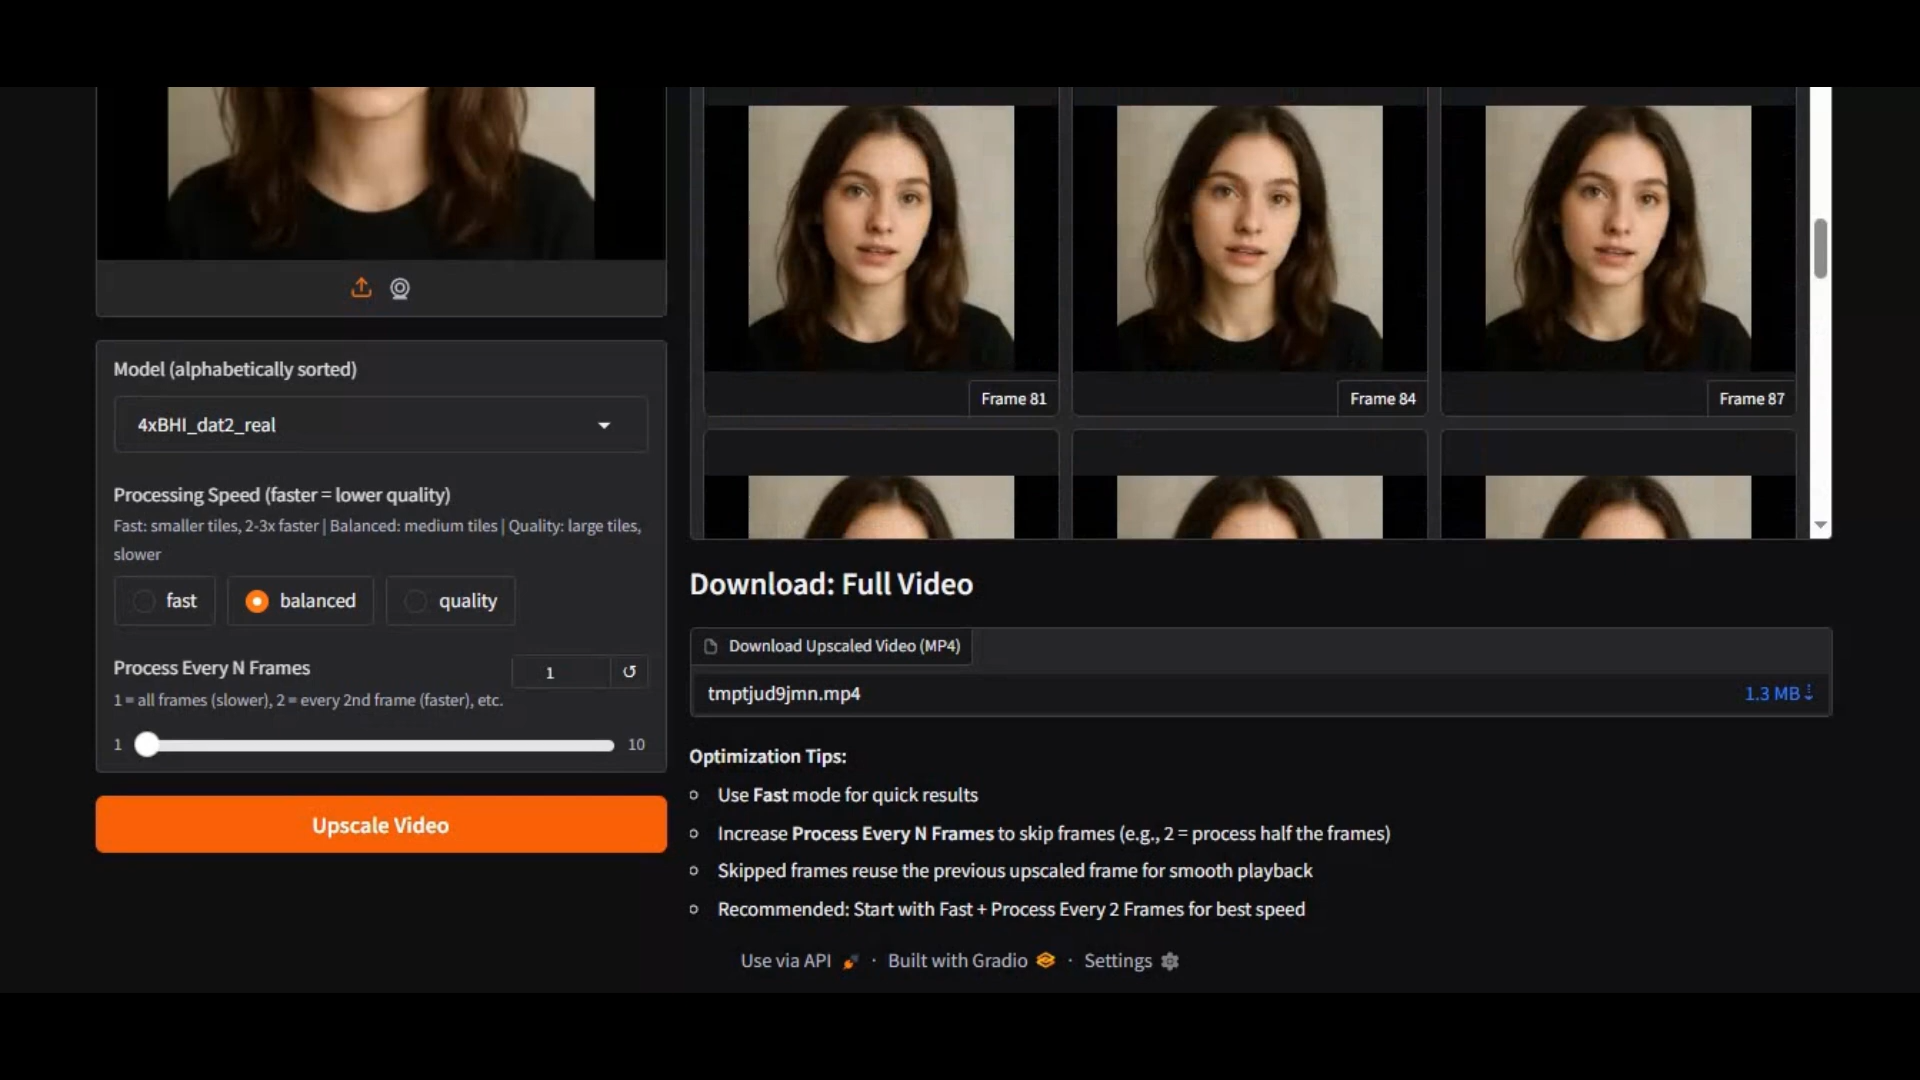 Model (alphabetically sorted)
4xBHI_dat2_real
Processing Speed (faster = lower quality)
Fast: smaller tiles, 2-3x faster | Balanced: medium tiles | Quality: large tiles,
slower
fast
balanced
quality
Process Every N Frames
1
1 = all frames (slower), 2 = every 2nd frame (faster), etc.
1
10
Upscale Video
Frame 81
Frame 84
Frame 87
Download: Full Video
Download Upscaled Video (MP4)
tmptjud9jmn.mp4
1.3 MB
Optimization Tips:
Use Fast mode for quick results
Increase Process Every N Frames to skip frames (e.g., 2 = process half the frames)
Skipped frames reuse the previous upscaled frame for smooth playback
Recommended: Start with Fast + Process Every 2 Frames for best speed
Use via API · Built with Gradio · Settings